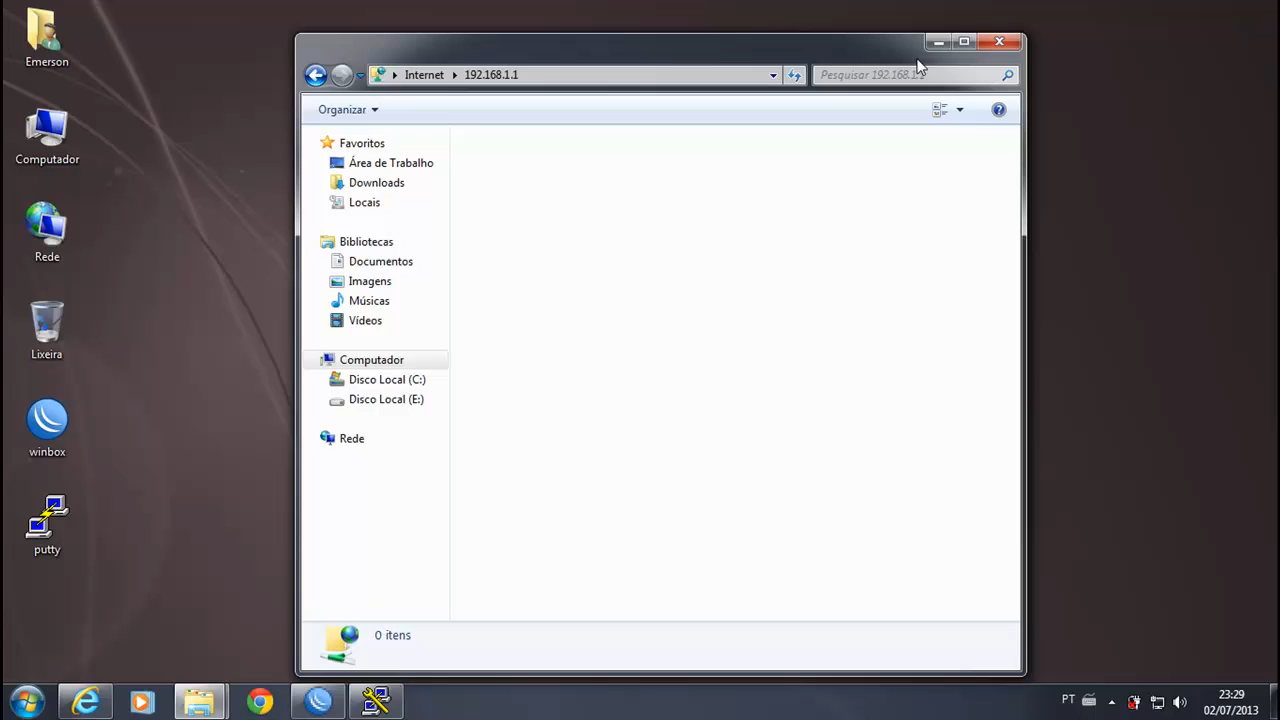 Emerson
Computador
Rede
Lixeira
winbox
putty
Internet 192.168.1.1
Pesquisar 192.168.1.1
Organizar
Favoritos
Área de Trabalho
Downloads
Locais
Bibliotecas
Documentos
Imagens
Músicas
Vídeos
Computador
Disco Local (C:)
Disco Local (E:)
Rede
0 itens
PT
23:29
02/07/2013